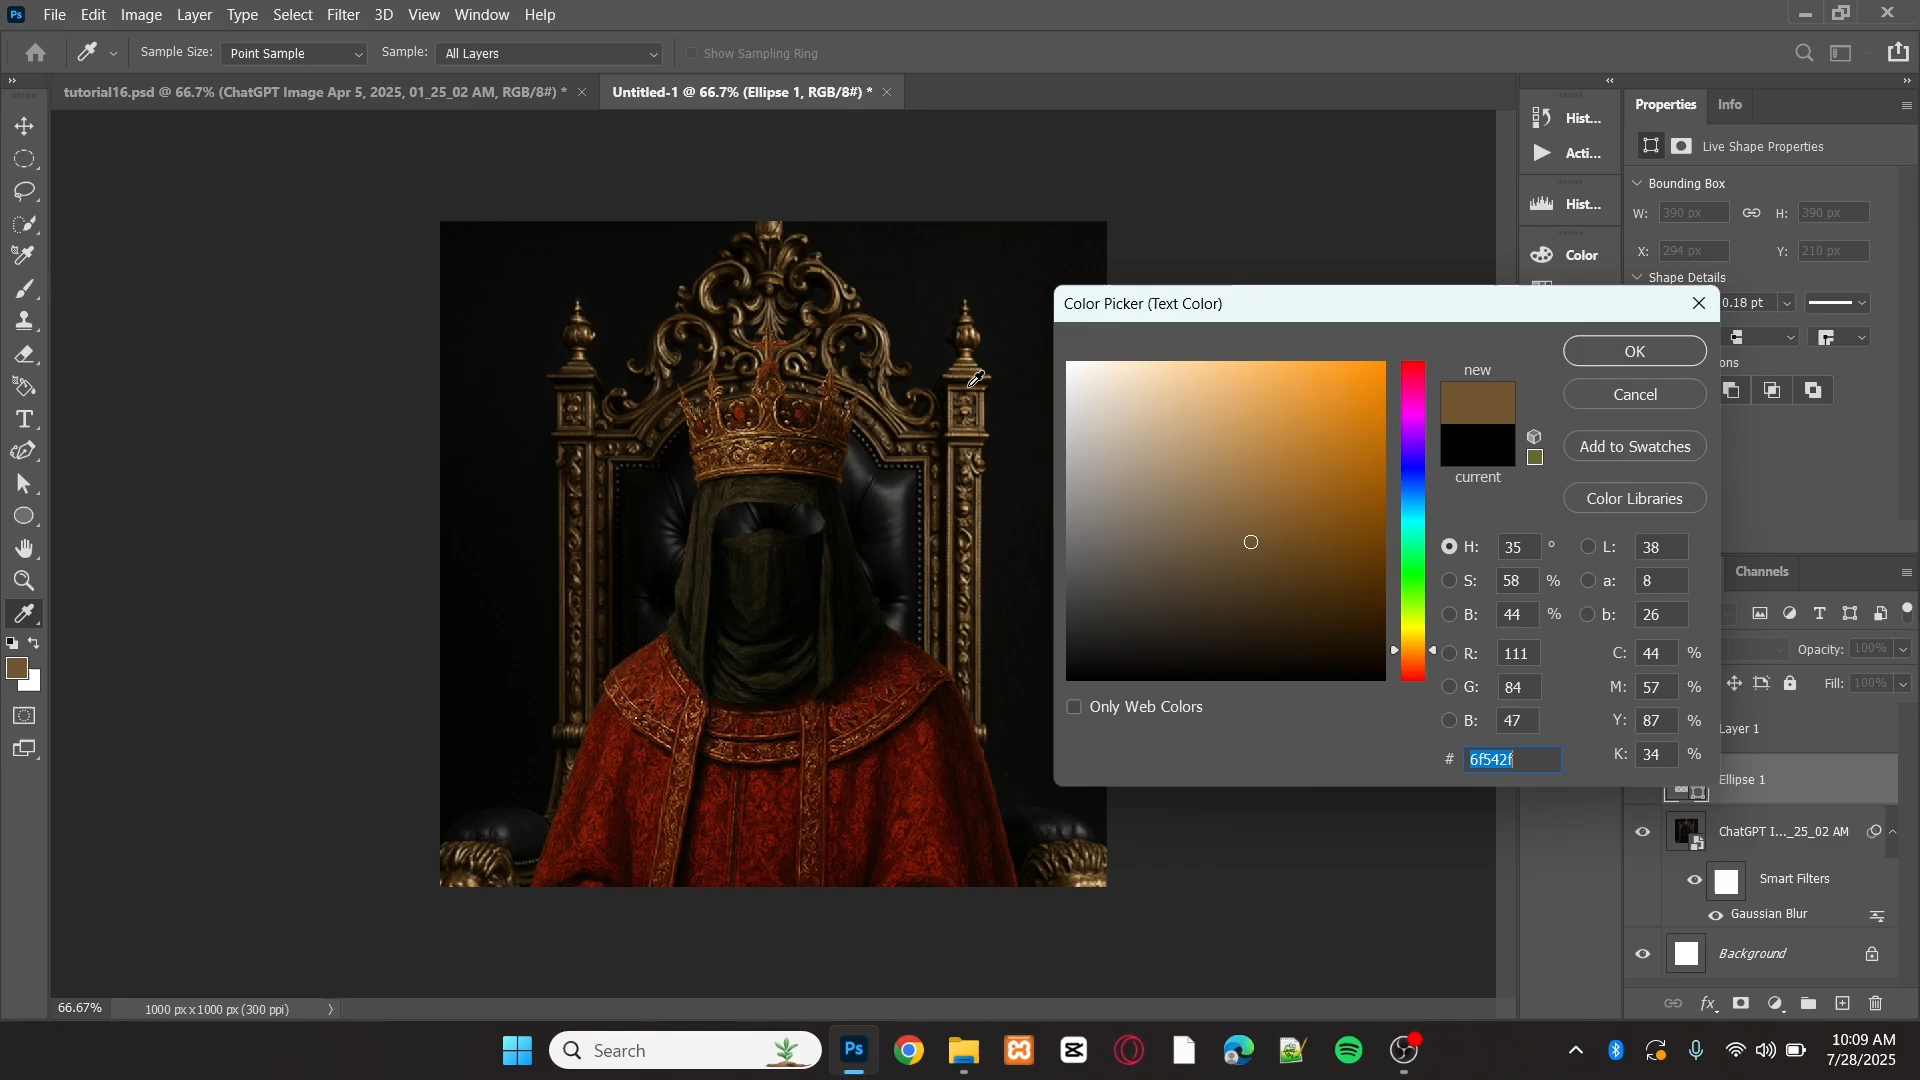 Ps File Edit Image Layer Type Select Filter 3D View Window Help
Sample Size: Point Sample Sample: All Layers Show Sampling Ring
tutorial16.psd @ 66.7% (ChatGPT Image Apr 5, 2025, 01_25_02 AM, RGB/8#) *
Untitled-1 @ 66.7% (Ellipse 1, RGB/8#) *
Hist...
Acti...
Hist...
Color
Properties Info
Live Shape Properties
Bounding Box
W: 390 px H: 390 px
X: 294 px Y: 210 px
Shape Details
0.18 pt
ons
Color Picker (Text Color)
new
current
OK
Cancel
Add to Swatches
Color Libraries
H: 35 ° L: 38
S: 58 % a: 8
B: 44 % b: 26
R: 111 C: 44 %
G: 84 M: 57 %
B: 47 Y: 87 %
# 6f542f K: 34 %
Only Web Colors
Channels
Opacity: 100%
Fill: 100%
Layer 1
Ellipse 1
ChatGPT I..._25_02 AM
Smart Filters
Gaussian Blur
Background
fx
66.67% 1000 px x 1000 px (300 ppi)
Search
Ps
10:09 AM
7/28/2025